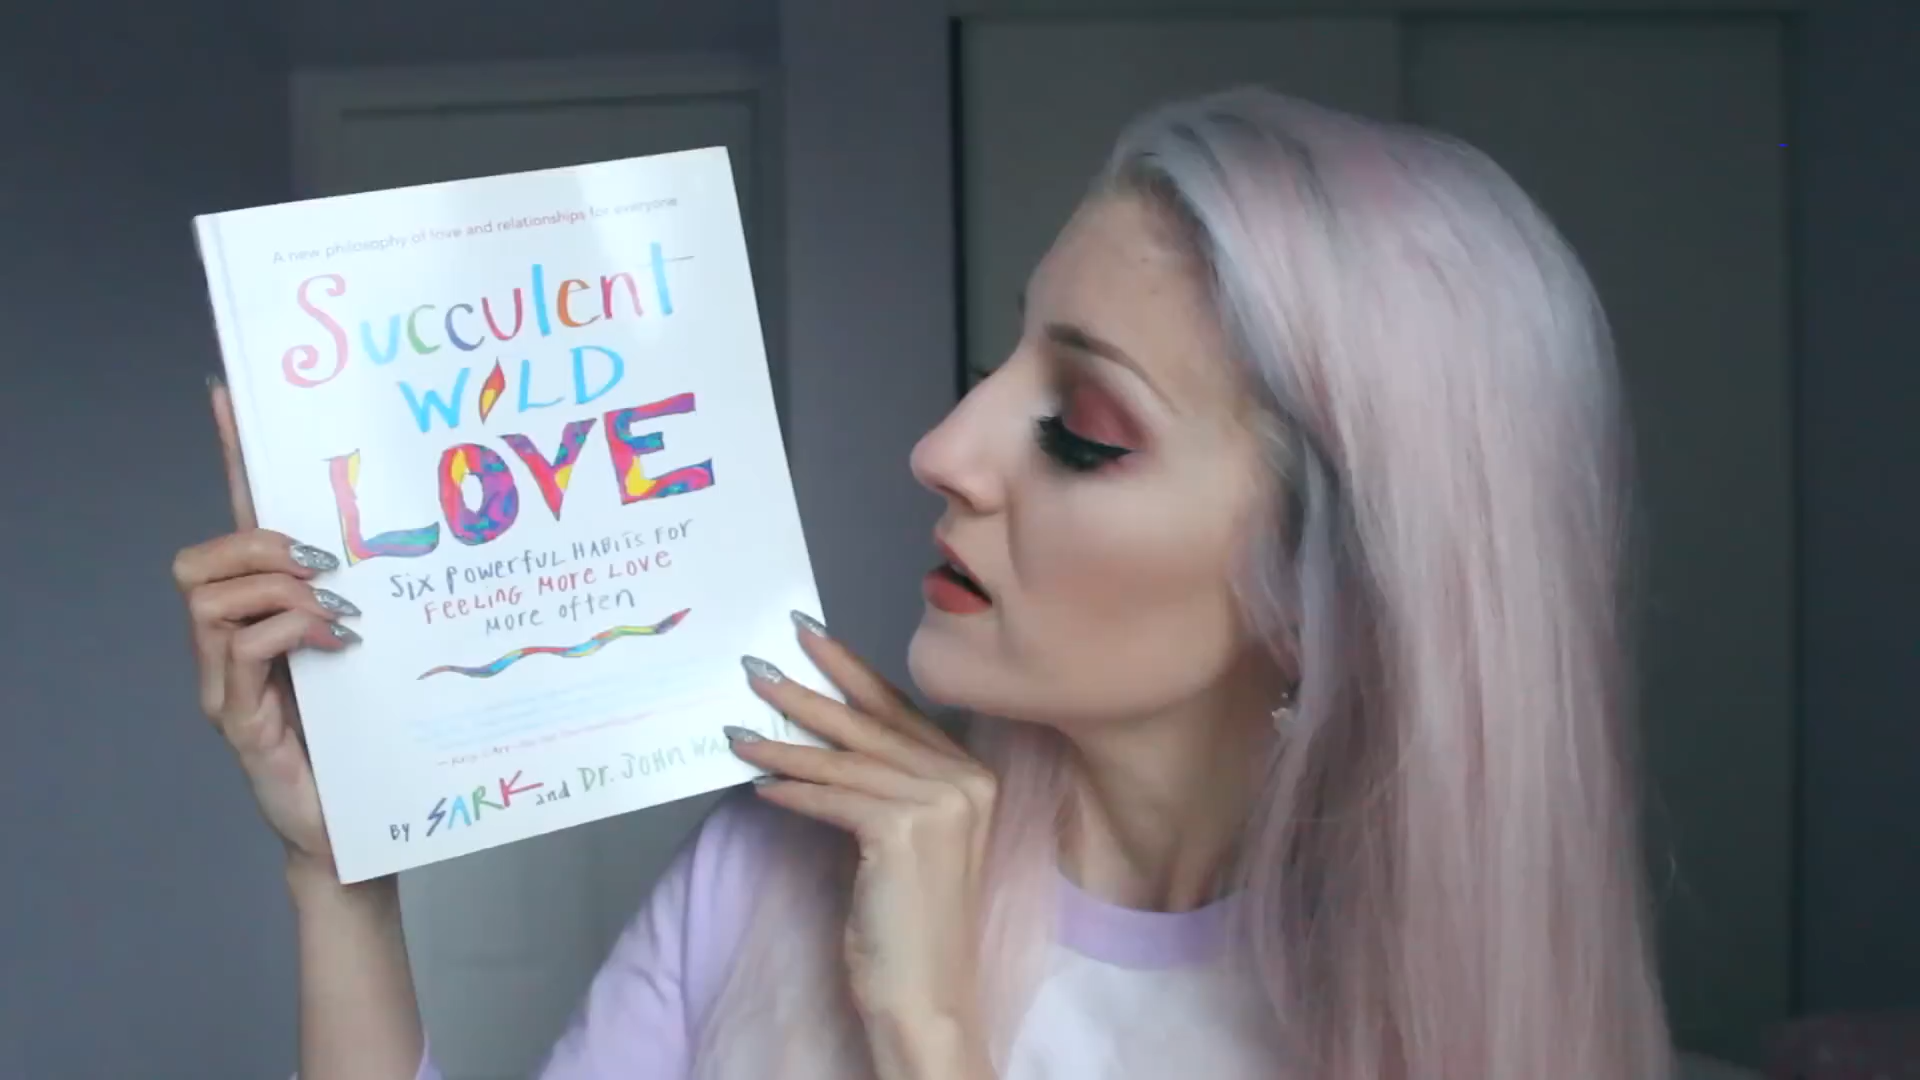 A new philosophy of love and relationships for everyone
Succulent
WILD
LOVE
Six Powerful HABiTS FOR
FEELING MORE LOVE
MORE often
By SARK and Dr. JOHN